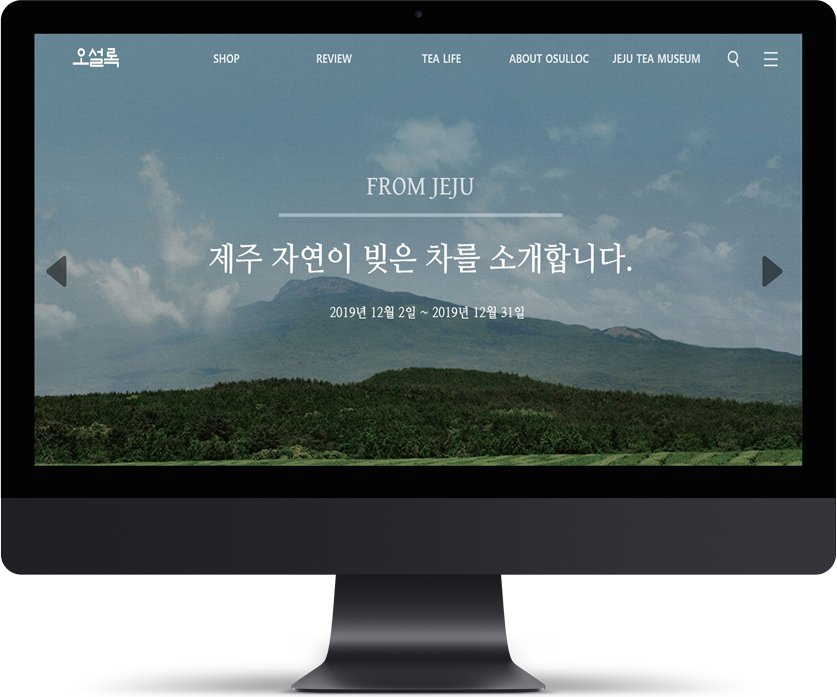 오설록 SHOP REVIEW TEA LIFE ABOUT OSULLOC JEJU TEA MUSEUM
FROM JEJU
제주 자연이 빚은 차를 소개합니다.
2019년 12월 2일 ~ 2019년 12월 31일